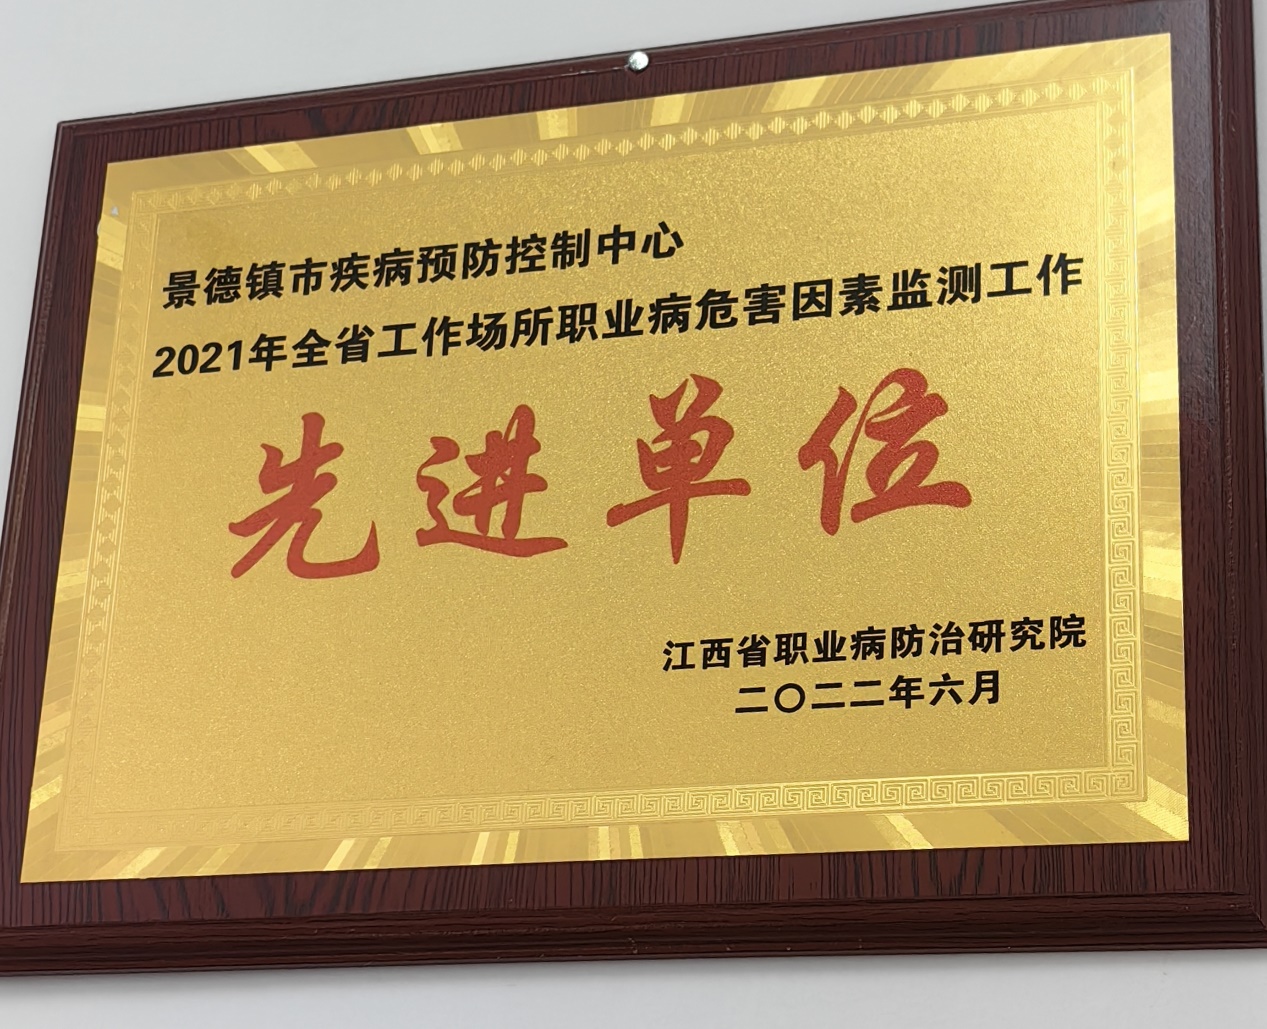 景德镇市疾病预防控制中心
2021年全省工作场所职业病危害因素监测工作
先进单位
江西省职业病防治研究院
二〇二二年六月